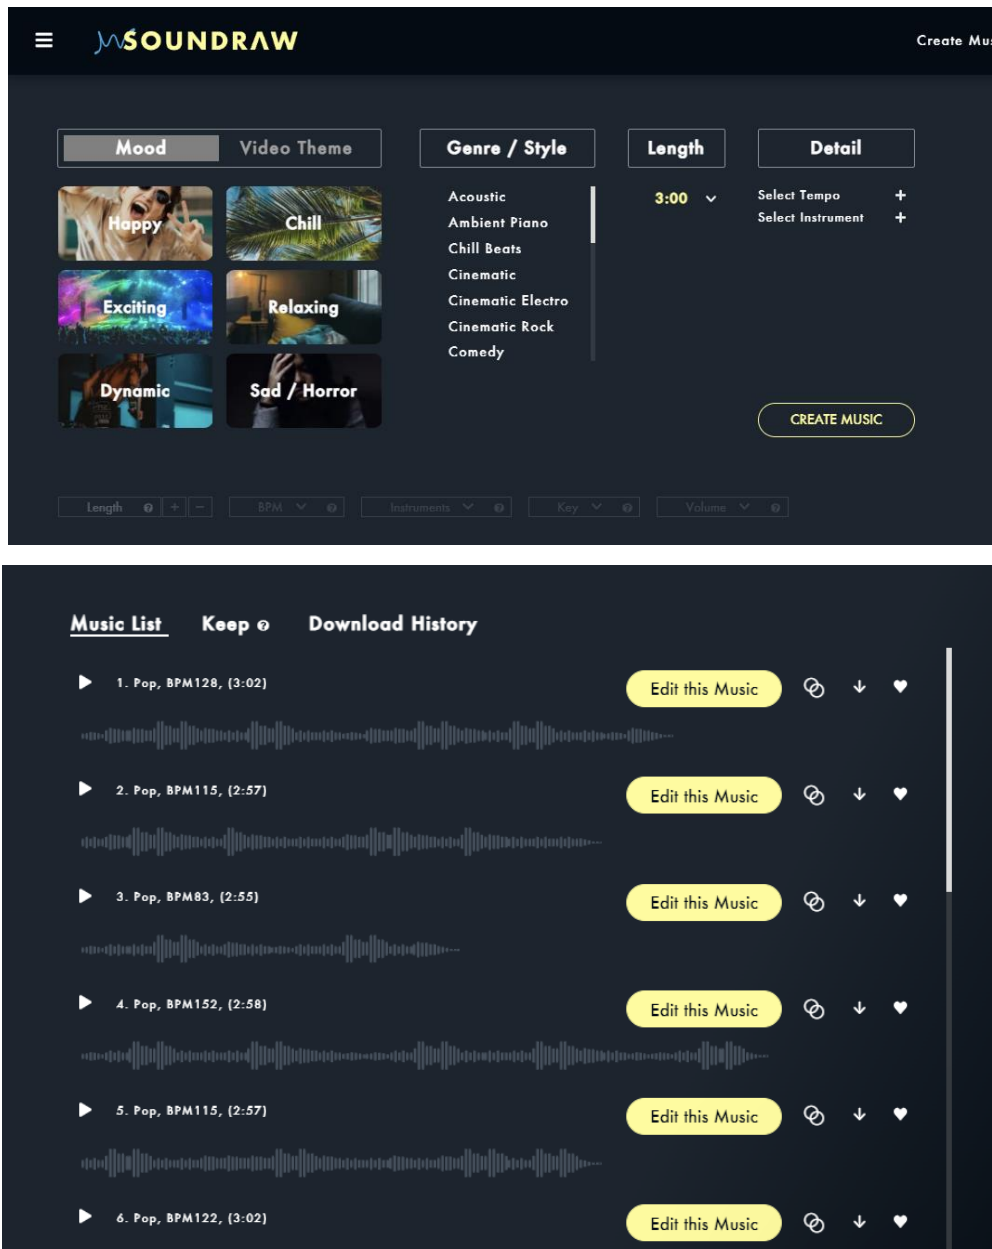 SOUNDRAW
Create Mus
Mood
Video Theme
Genre / Style
Length
Detail
Happy
Chill
Exciting
Relaxing
Dynamic
Sad / Horror
Acoustic
Ambient Piano
Chill Beats
Cinematic
Cinematic Electro
Cinematic Rock
Comedy
3:00
Select Tempo +
Select Instrument +
CREATE MUSIC
Length ? + −
BPM ?
Instruments ?
Key ?
Volume ?
Music List
Keep ?
Download History
1. Pop, BPM128, (3:02)
Edit this Music
2. Pop, BPM115, (2:57)
Edit this Music
3. Pop, BPM83, (2:55)
Edit this Music
4. Pop, BPM152, (2:58)
Edit this Music
5. Pop, BPM115, (2:57)
Edit this Music
6. Pop, BPM122, (3:02)
Edit this Music